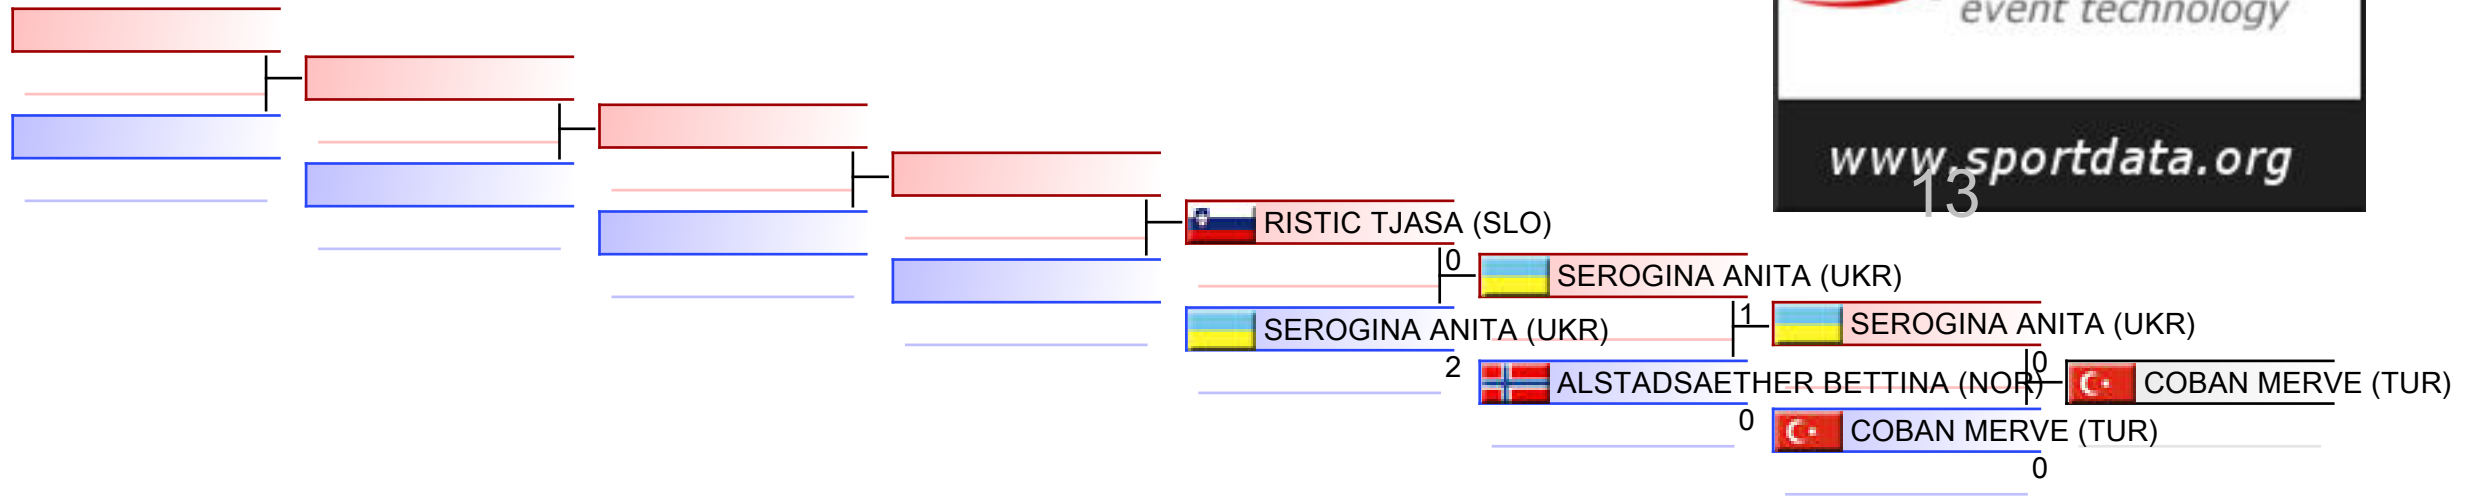 event technology
www.sportdata.org
13
RISTIC TJASA (SLO)
0
SEROGINA ANITA (UKR)
SEROGINA ANITA (UKR)
2
1
SEROGINA ANITA (UKR)
ALSTADSAETHER BETTINA (NOR)
0
0
COBAN MERVE (TUR)
COBAN MERVE (TUR)
0